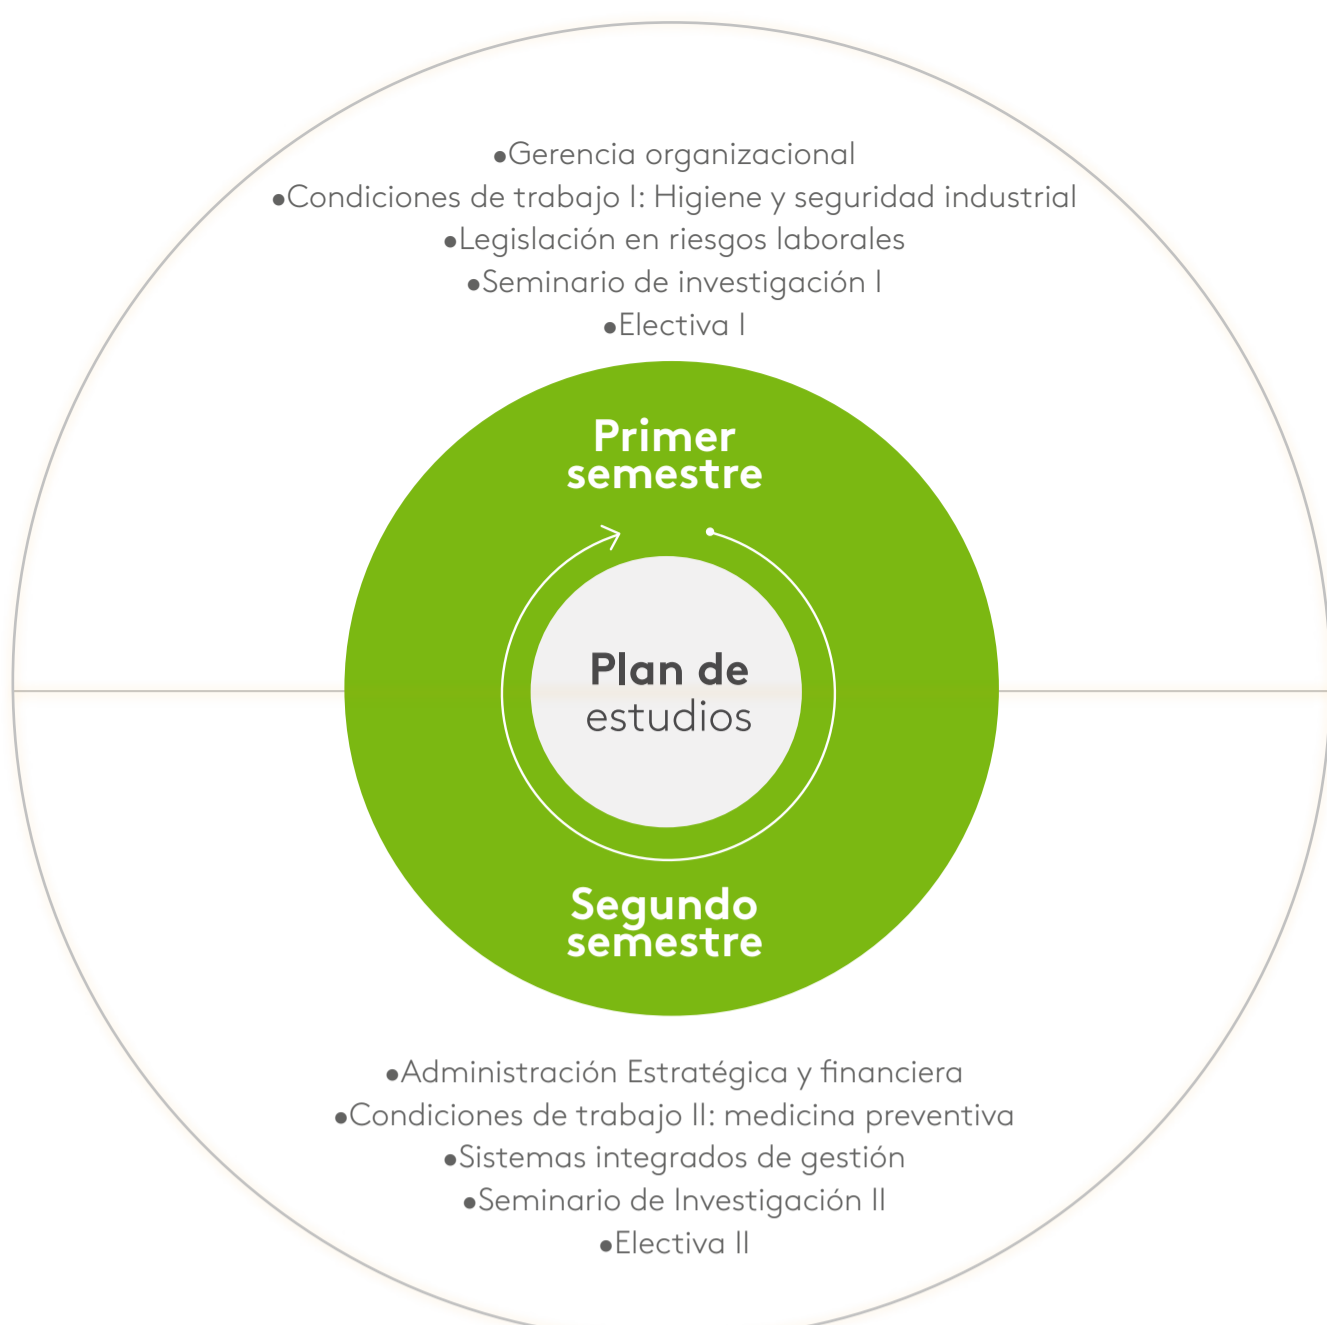 •Gerencia organizacional
•Condiciones de trabajo I: Higiene y seguridad industrial
•Legislación en riesgos laborales
•Seminario de investigación I
•Electiva I
Primer
semestre
Plan de
estudios
Segundo
semestre
•Administración Estratégica y financiera
•Condiciones de trabajo II: medicina preventiva
•Sistemas integrados de gestión
•Seminario de Investigación II
•Electiva II